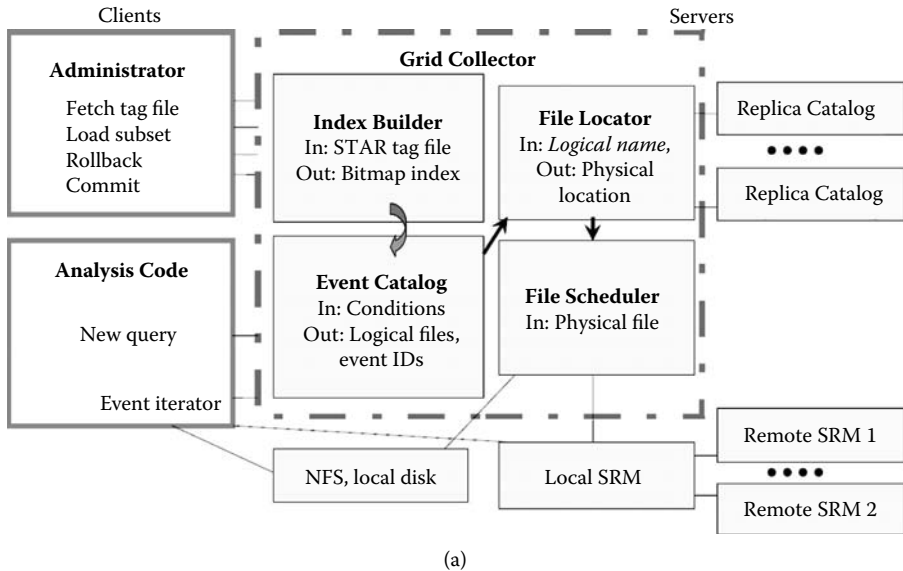 Clients
Servers
Administrator
Fetch tag file
Load subset
Rollback
Commit
Grid Collector
Index Builder
In: STAR tag file
Out: Bitmap index
File Locator
In: Logical name,
Out: Physical
location
Replica Catalog
Replica Catalog
Analysis Code
New query
Event iterator
Event Catalog
In: Conditions
Out: Logical files,
event IDs
File Scheduler
In: Physical file
NFS, local disk
Local SRM
Remote SRM 1
Remote SRM 2
(a)